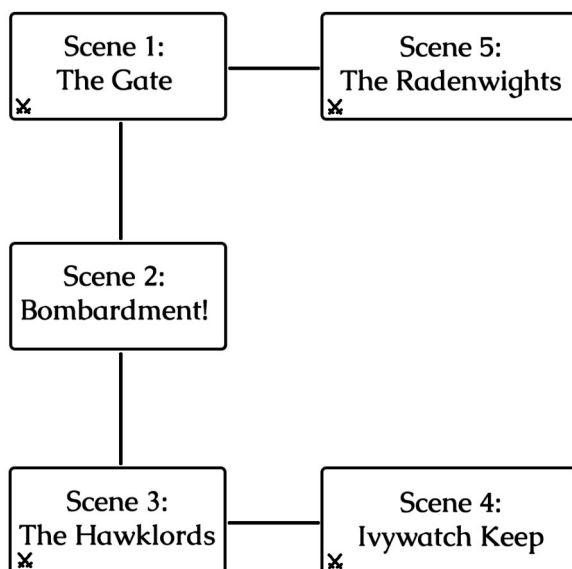 Scene 1:
The Gate
Scene 5:
The Radenwights
Scene 2:
Bombardment!
Scene 3:
The Hawklords
Scene 4:
Ivywatch Keep